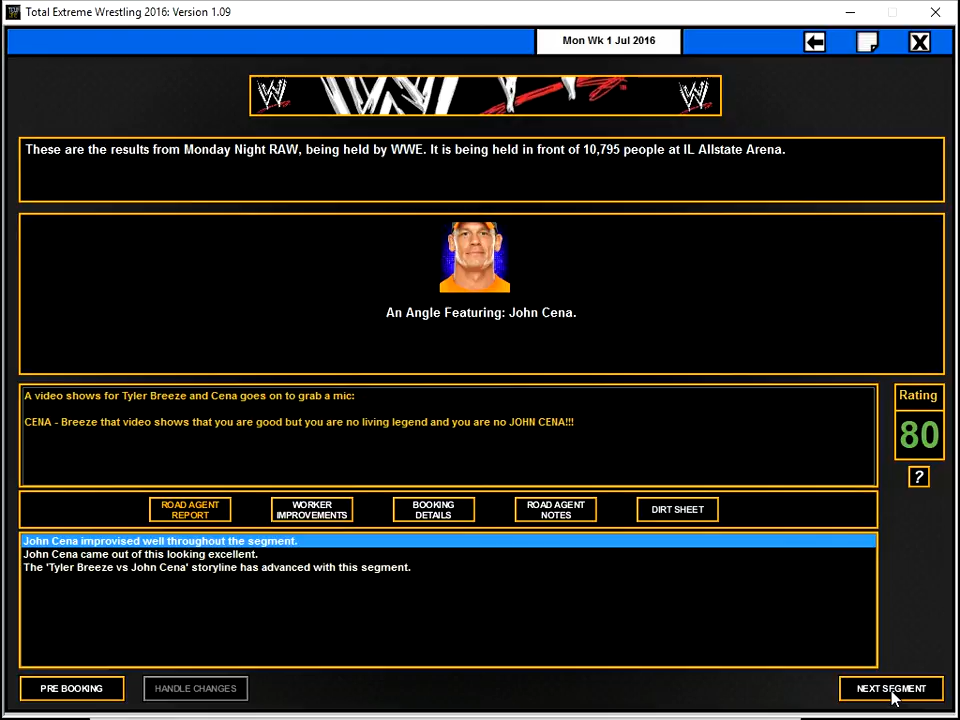 Total Extreme Wrestling 2016: Version 1.09
Mon Wk 1 Jul 2016
These are the results from Monday Night RAW, being held by WWE. It is being held in front of 10,795 people at IL Allstate Arena.
An Angle Featuring: John Cena.
A video shows for Tyler Breeze and Cena goes on to grab a mic:
CENA - Breeze that video shows that you are good but you are no living legend and you are no JOHN CENA!!!
Rating
80
?
ROAD AGENT
REPORT
WORKER
IMPROVEMENTS
BOOKING
DETAILS
ROAD AGENT
NOTES
DIRT SHEET
John Cena improvised well throughout the segment.
John Cena came out of this looking excellent.
The 'Tyler Breeze vs John Cena' storyline has advanced with this segment.
PRE BOOKING
HANDLE CHANGES
NEXT SEGMENT